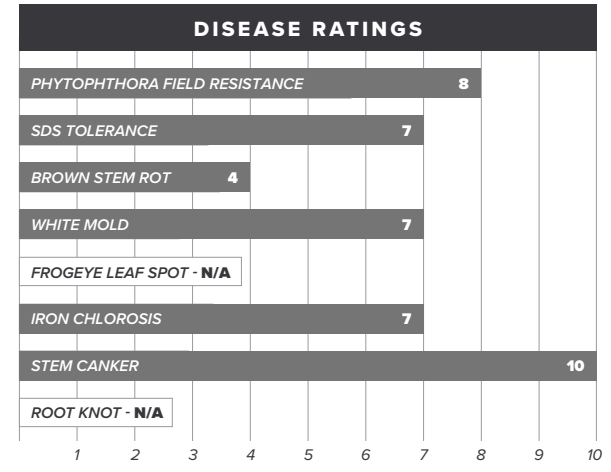 DISEASE RATINGS
PHYTOPHTHORA FIELD RESISTANCE 8
SDS TOLERANCE 7
BROWN STEM ROT 4
WHITE MOLD 7
FROGEYE LEAF SPOT - N/A
IRON CHLOROSIS 7
STEM CANKER 10
ROOT KNOT - N/A
1 2 3 4 5 6 7 8 9 10